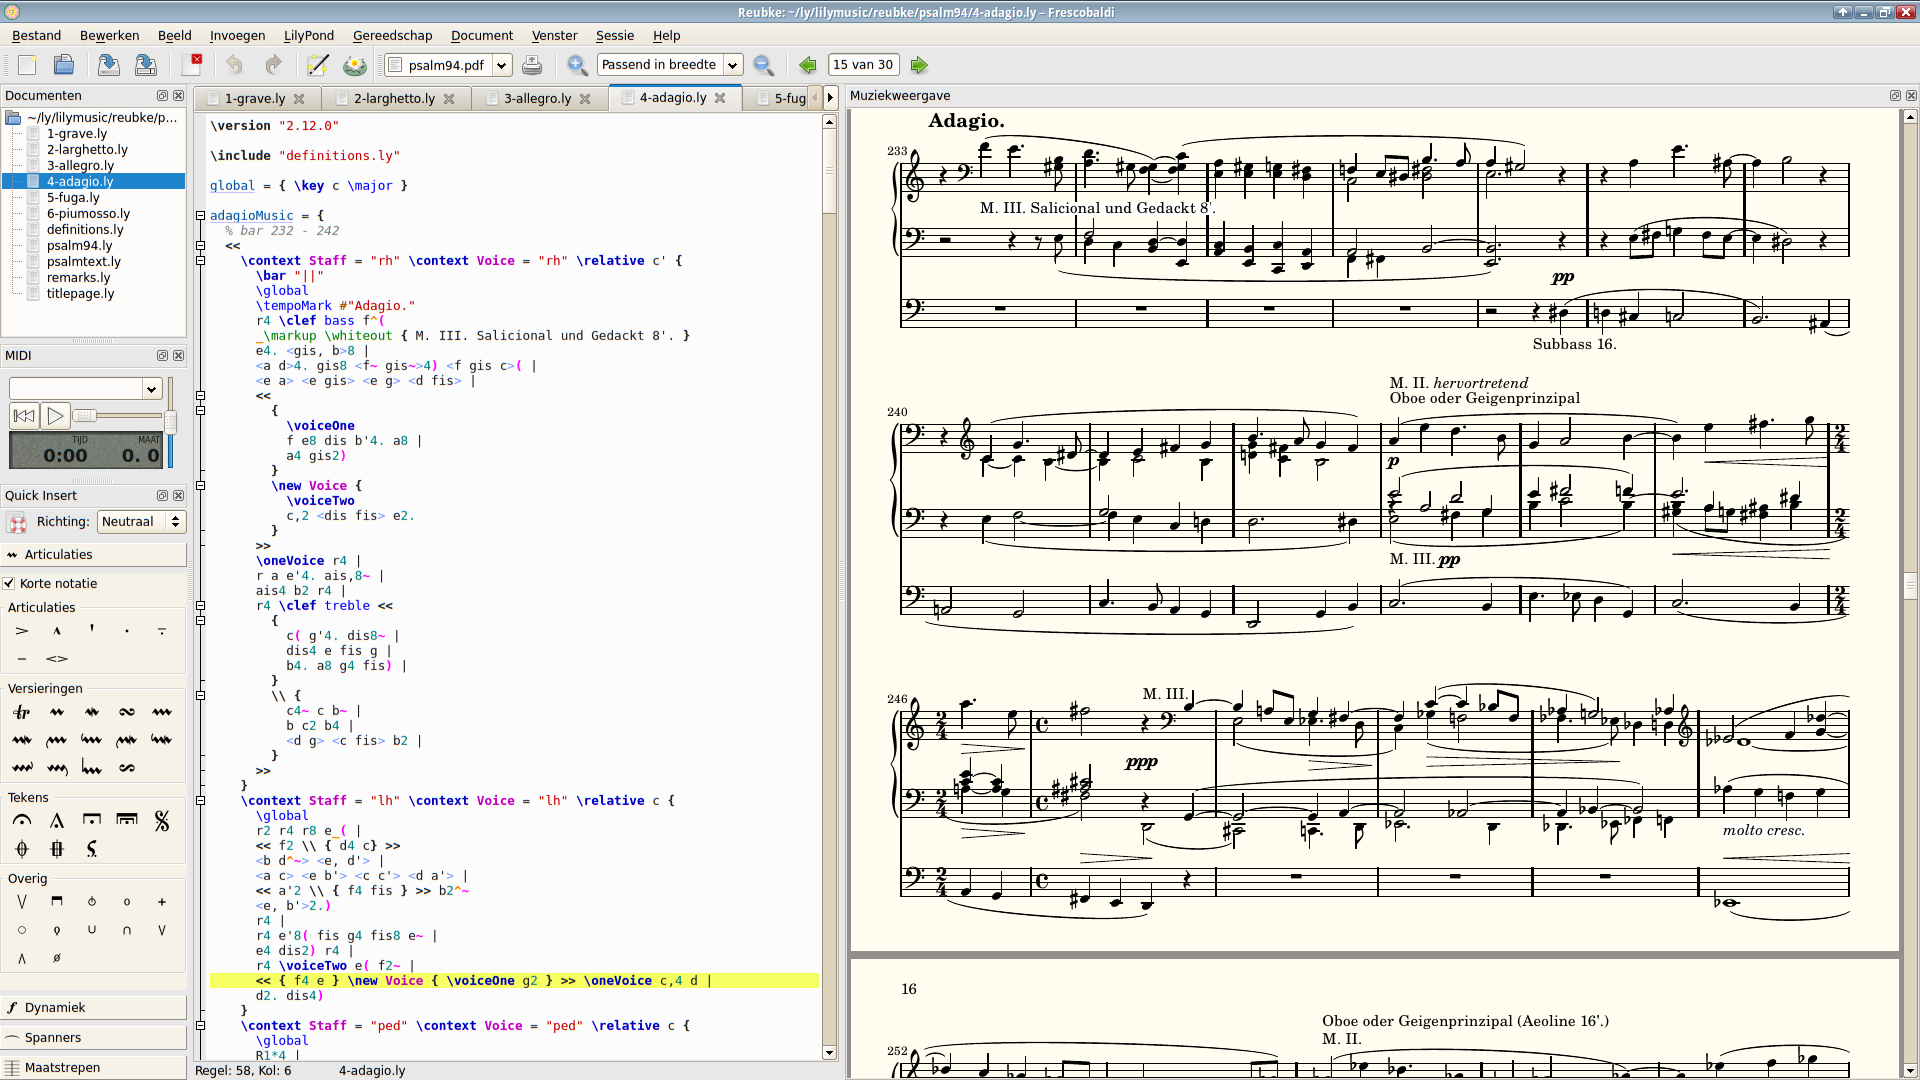 Reubke: ~/ly/lilymusic/reubke/psalm94/4-adagio.ly – Frescobaldi
Bestand Bewerken Beeld Invoegen LilyPond Gereedschap Document Venster Sessie Help
psalm94.pdf Passend in breedte 15 van 30
Documenten
~/ly/lilymusic/reubke/p...
1-grave.ly
2-larghetto.ly
3-allegro.ly
4-adagio.ly
5-fuga.ly
6-piumosso.ly
definitions.ly
psalm94.ly
psalmtext.ly
remarks.ly
titlepage.ly
MIDI
TIJD MAAT
0:00 0. 0
Quick Insert
Richting: Neutraal
Articulaties
Korte notatie
Articulaties
Versieringen
Tekens
Overig
Dynamiek
Spanners
Maatstrepen
1-grave.ly 2-larghetto.ly 3-allegro.ly 4-adagio.ly 5-fug
\version "2.12.0"
\include "definitions.ly"
global = { \key c \major }
adagioMusic = {
% bar 232 - 242
<<
\context Staff = "rh" \context Voice = "rh" \relative c' {
\bar "||"
\global
\tempoMark #"Adagio."
r4 \clef bass f^(
_\markup \whiteout { M. III. Salicional und Gedackt 8'. }
e4. <gis, b>8 |
<a d>4. gis8 <f~ gis~>4) <f gis c>( |
<e a> <e gis> <e g> <d fis> |
<<
{
\voiceOne
f e8 dis b'4. a8 |
a4 gis2)
}
\new Voice {
\voiceTwo
c,2 <dis fis> e2.
}
>>
\oneVoice r4 |
r a e'4. ais,8~ |
ais4 b2 r4 |
r4 \clef treble <<
{
c( g'4. dis8~ |
dis4 e fis g |
b4. a8 g4 fis) |
}
\\ {
c4~ c b~ |
b c2 b4 |
<d g> <c fis> b2 |
}
>>
}
\context Staff = "lh" \context Voice = "lh" \relative c {
\global
r2 r4 r8 e_( |
<< f2 \\ { d4 c} >>
<b d^~> <e, d'> |
<a c> <e b'> <c c'> <d a'> |
<< a'2 \\ { f4 fis } >> b2^~
<e, b'>2.)
r4 |
r4 e'8( fis g4 fis8 e~ |
e4 dis2) r4 |
r4 \voiceTwo e( f2~ |
<< { f4 e } \new Voice { \voiceOne g2 } >> \oneVoice c,4 d |
d2. dis4)
}
\context Staff = "ped" \context Voice = "ped" \relative c {
\global
R1*4 |
Regel: 58, Kol: 6 4-adagio.ly
Muziekweergave
Adagio.
233
M. III. Salicional und Gedackt 8'.
pp
Subbass 16.
M. II. hervortretend
Oboe oder Geigenprinzipal
240
p
M. III. pp
246
M. III.
ppp
molto cresc.
16
Oboe oder Geigenprinzipal (Aeoline 16'.)
M. II.
252